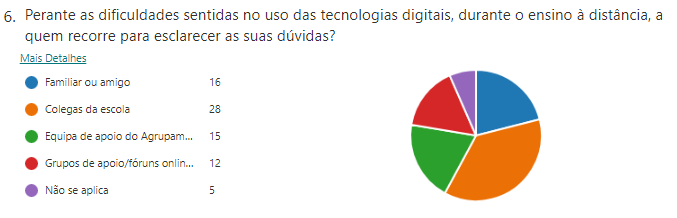 6. Perante as dificuldades sentidas no uso das tecnologias digitais, durante o ensino à distância, a
quem recorre para esclarecer as suas dúvidas?
Mais Detalhes
Familiar ou amigo 16
Colegas da escola 28
Equipa de apoio do Agrupam... 15
Grupos de apoio/fóruns onlin... 12
Não se aplica 5